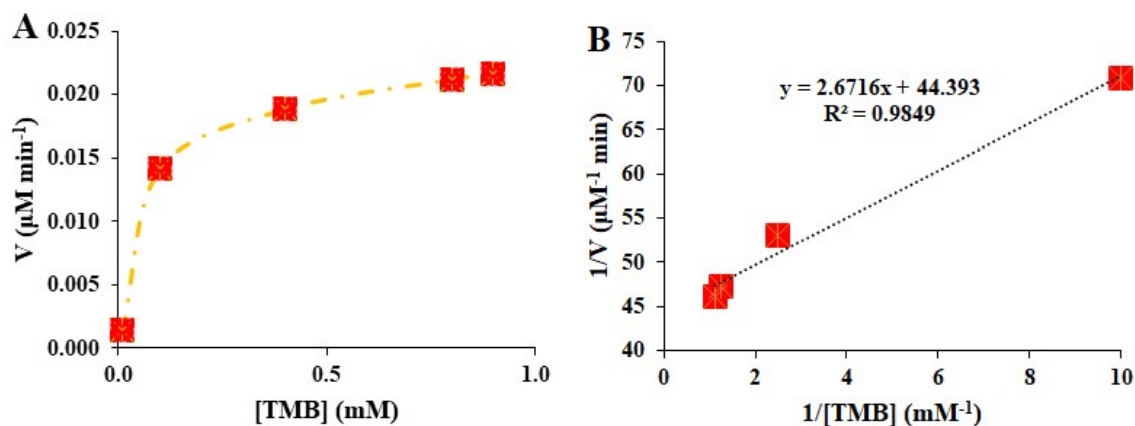 A
0.025
0.020
0.015
0.010
0.005
0.000
V (µM min⁻¹)
0.0
0.5
1.0
[TMB] (mM)
B
75
70
65
60
55
50
45
40
1/V (µM⁻¹ min)
y = 2.6716x + 44.393
R² = 0.9849
0
2
4
6
8
10
1/[TMB] (mM⁻¹)